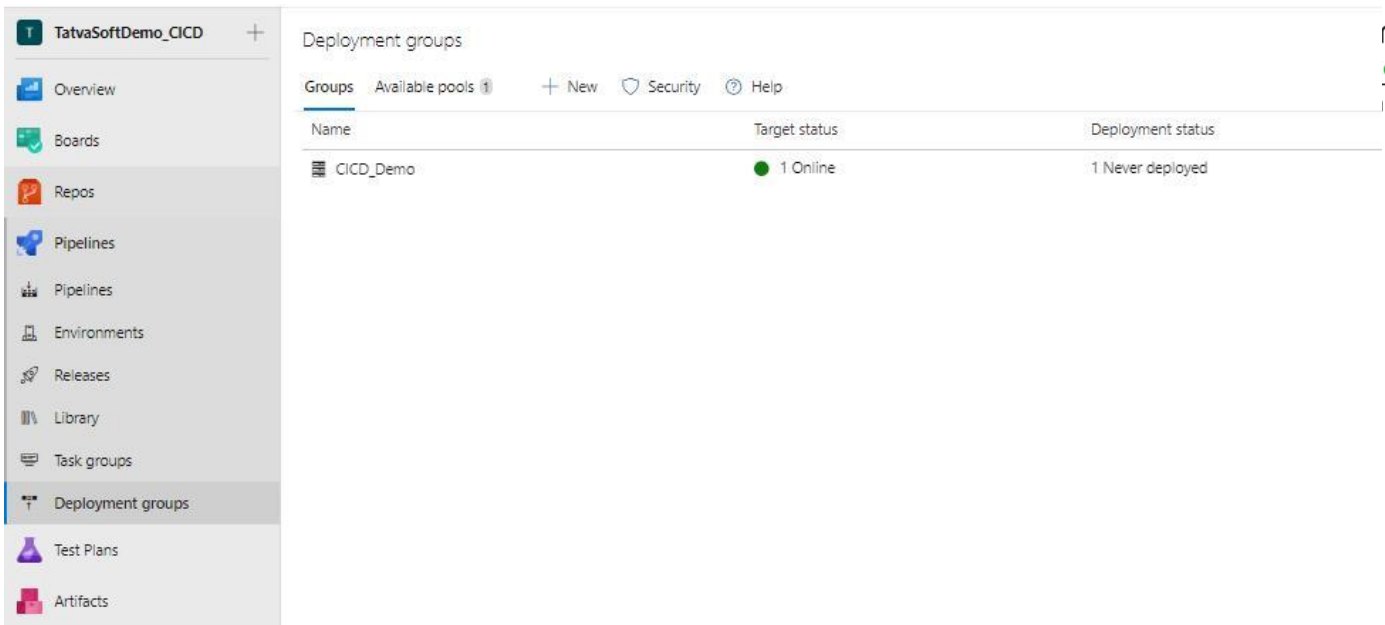 T TatvaSoftDemo_CICD
Overview
Boards
Repos
Pipelines
Pipelines
Environments
Releases
Library
Task groups
Deployment groups
Test Plans
Artifacts
Deployment groups
Groups Available pools 1 New Security Help
Name Target status Deployment status
CICD_Demo 1 Online 1 Never deployed